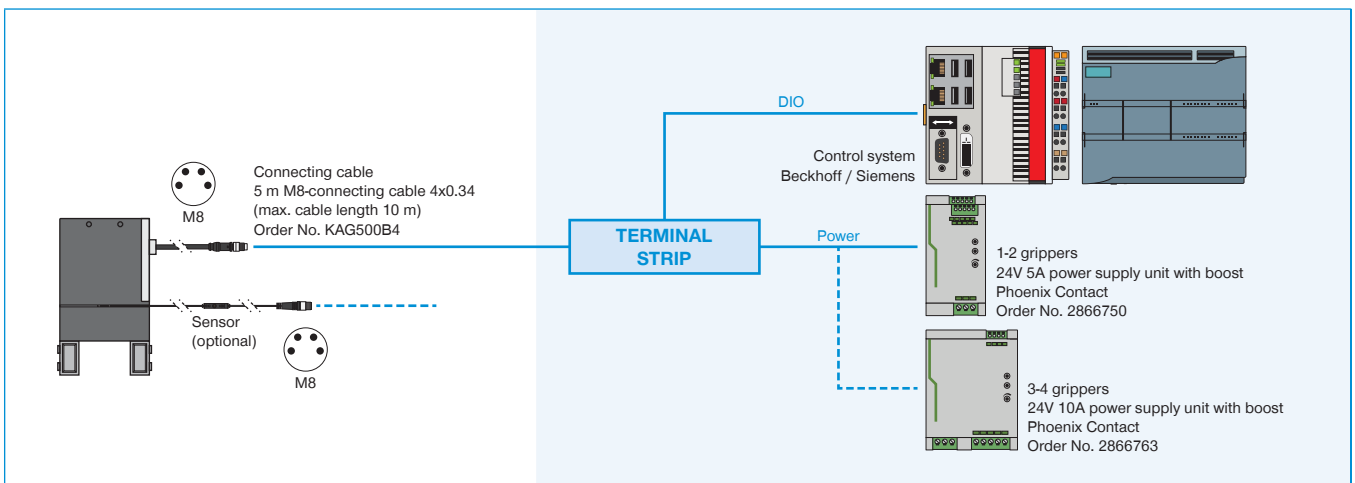 DIO
Control system
Beckhoff / Siemens
Connecting cable
5 m M8-connecting cable 4x0.34
(max. cable length 10 m)
Order No. KAG500B4
M8
TERMINAL
STRIP
Power
1-2 grippers
24V 5A power supply unit with boost
Phoenix Contact
Order No. 2866750
Sensor
(optional)
M8
3-4 grippers
24V 10A power supply unit with boost
Phoenix Contact
Order No. 2866763